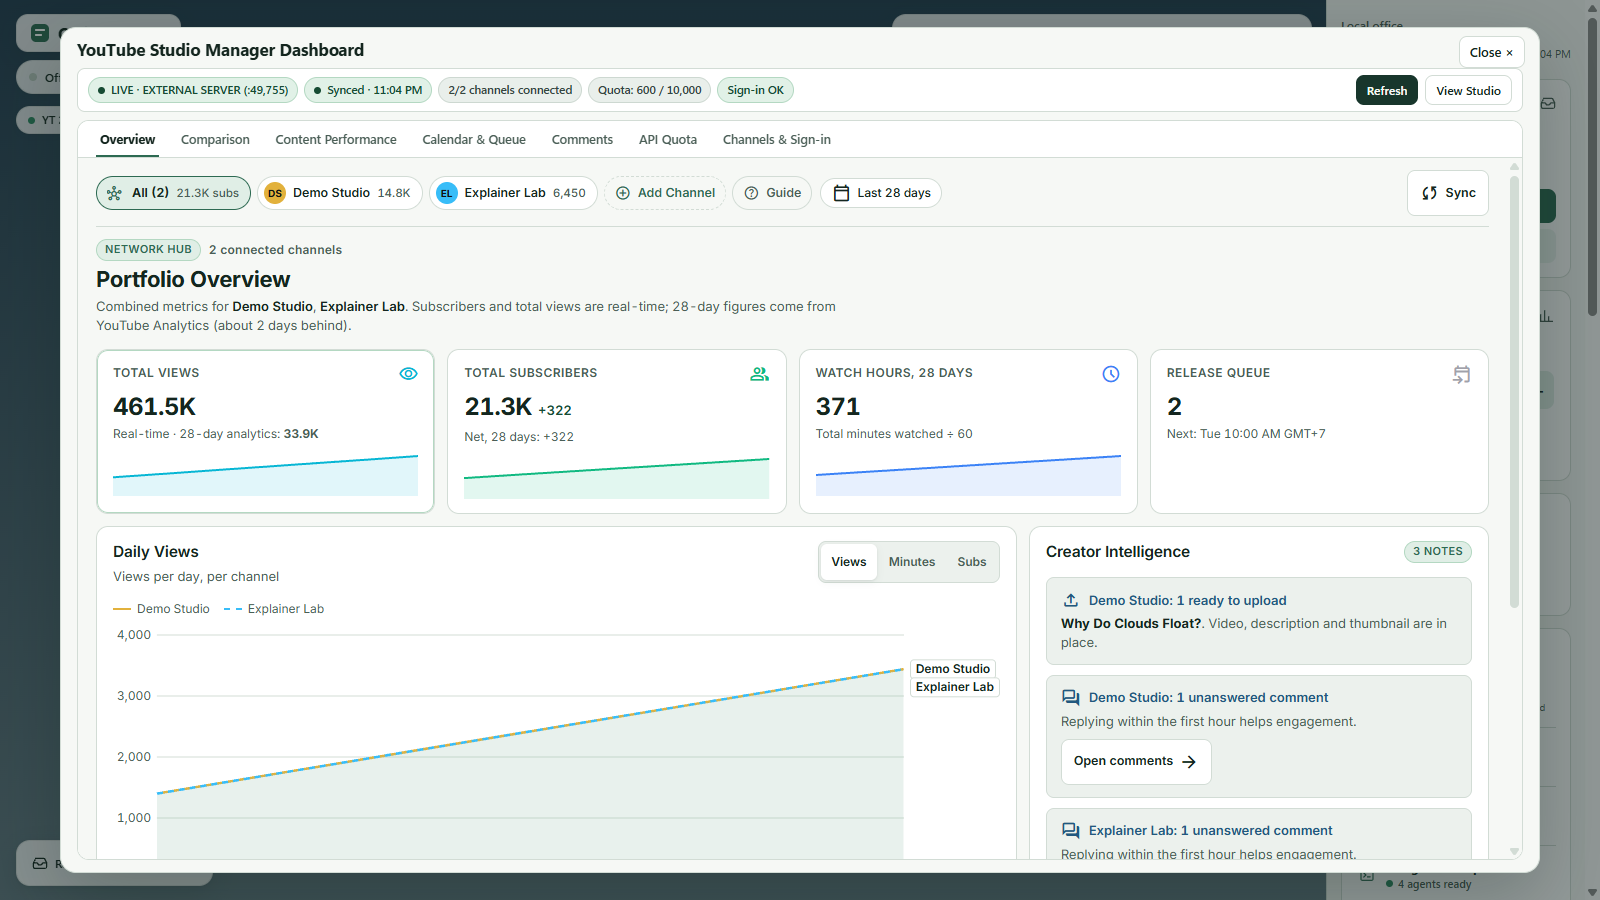 Local office
YouTube Studio Manager Dashboard
Close ×
04 PM
LIVE · EXTERNAL SERVER (:49,755)
Synced · 11:04 PM
2/2 channels connected
Quota: 600 / 10,000
Sign-in OK
Refresh
View Studio
YT
Overview
Comparison
Content Performance
Calendar & Queue
Comments
API Quota
Channels & Sign-in
All (2) 21.3K subs
DS Demo Studio 14.8K
EL Explainer Lab 6,450
Add Channel
Guide
Last 28 days
Sync
NETWORK HUB
2 connected channels
Portfolio Overview
Combined metrics for Demo Studio, Explainer Lab. Subscribers and total views are real-time; 28-day figures come from
YouTube Analytics (about 2 days behind).
TOTAL VIEWS
461.5K
Real-time · 28-day analytics: 33.9K
TOTAL SUBSCRIBERS
21.3K +322
Net, 28 days: +322
WATCH HOURS, 28 DAYS
371
Total minutes watched ÷ 60
RELEASE QUEUE
2
Next: Tue 10:00 AM GMT+7
Daily Views
Views per day, per channel
Views
Minutes
Subs
Demo Studio
Explainer Lab
4,000
3,000
2,000
1,000
Demo Studio
Explainer Lab
Creator Intelligence
3 NOTES
Demo Studio: 1 ready to upload
Why Do Clouds Float?. Video, description and thumbnail are in
place.
Demo Studio: 1 unanswered comment
Replying within the first hour helps engagement.
Open comments
Explainer Lab: 1 unanswered comment
Replying within the first hour helps engagement.
4 agents ready